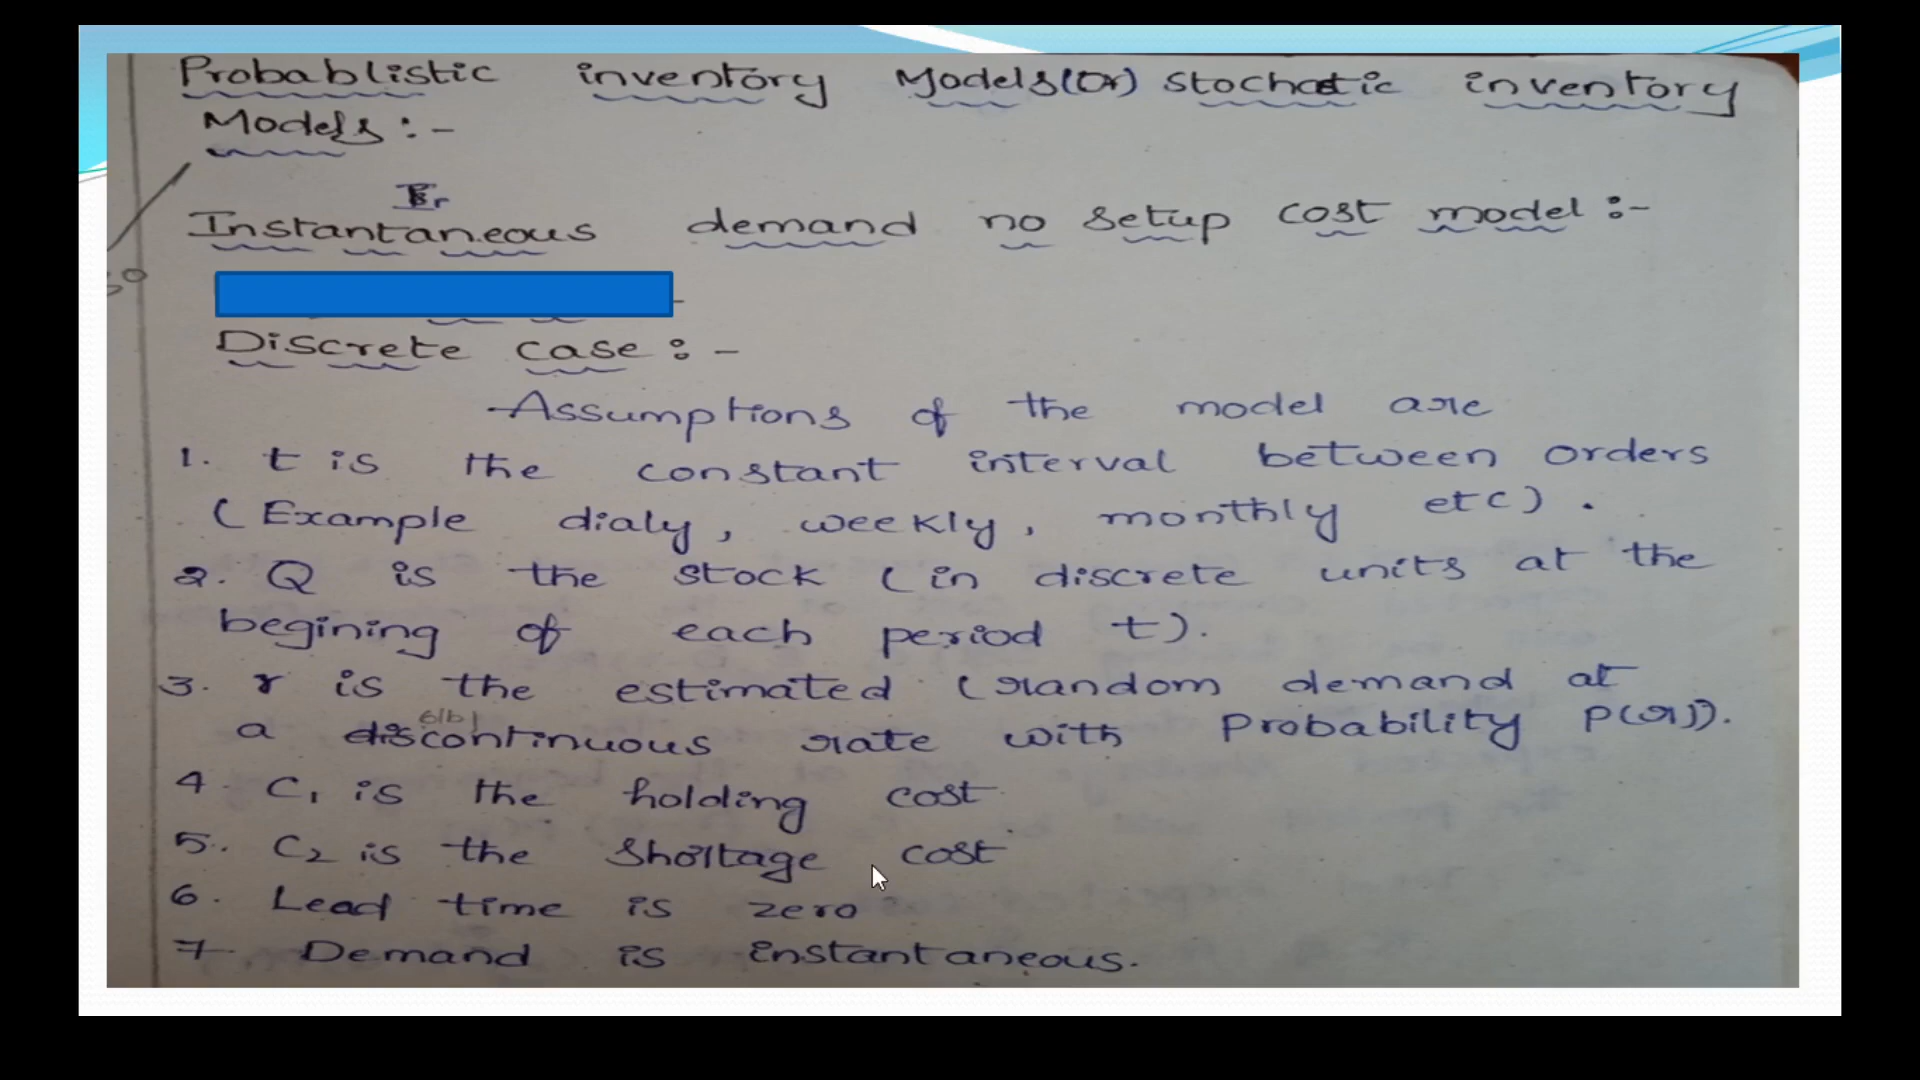 Probablistic inventory Models(Or) Stochastic inventory
Models :-
Instantaneous demand no setup cost model :-
Discrete case : -
Assumptions of the model are
1. t is the constant interval between orders
(Example dialy, weekly, monthly etc).
2. Q is the stock (in discrete units at the
begining of each period t).
3. r is the estimated (random demand at
a discontinuous rate with Probability P(r)).
4. C₁ is the holding cost
5. C₂ is the Shortage cost
6. Lead time is zero
7. Demand is instantaneous.